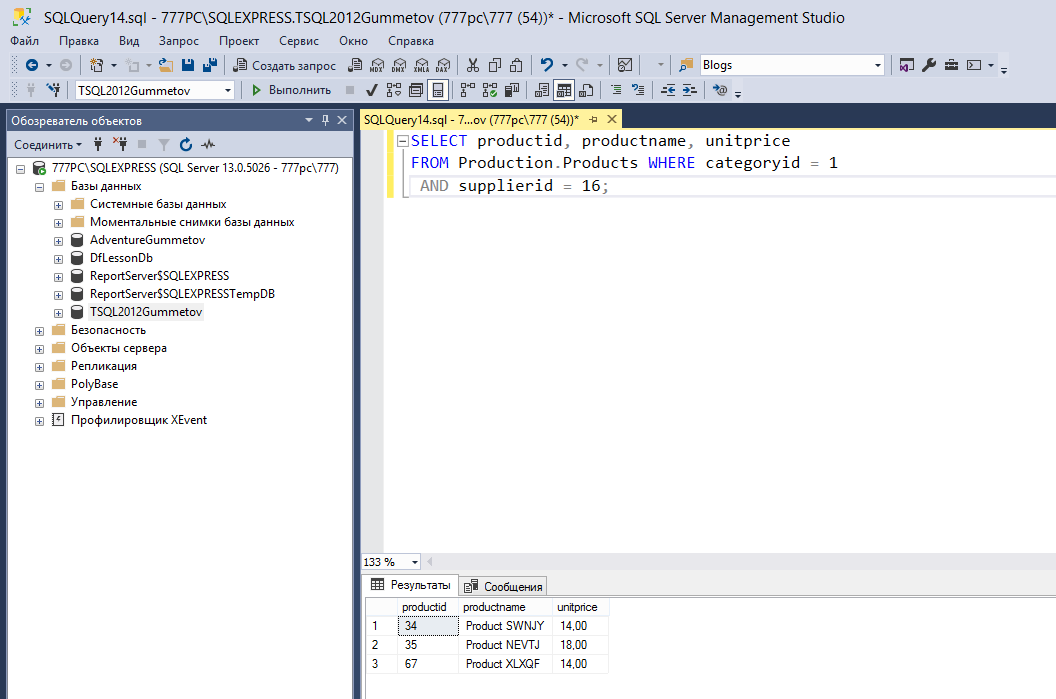 SQLQuery14.sql - 777PC\SQLEXPRESS.TSQL2012Gummetov (777pc\777 (54))* - Microsoft SQL Server Management Studio
Файл Правка Вид Запрос Проект Сервис Окно Справка
Создать запрос MDX DMX XMLA DAX Blogs
TSQL2012Gummetov Выполнить
Обозреватель объектов
Соединить
777PC\SQLEXPRESS (SQL Server 13.0.5026 - 777pc\777)
Базы данных
Системные базы данных
Моментальные снимки базы данных
AdventureGummetov
DfLessonDb
ReportServer$SQLEXPRESS
ReportServer$SQLEXPRESSTempDB
TSQL2012Gummetov
Безопасность
Объекты сервера
Репликация
PolyBase
Управление
Профилировщик XEvent
SQLQuery14.sql - 7...ov (777pc\777 (54))*
SELECT productid, productname, unitprice
FROM Production.Products WHERE categoryid = 1
AND supplierid = 16;
133 %
Результаты Сообщения
productid productname unitprice
1 34 Product SWNJY 14,00
2 35 Product NEVTJ 18,00
3 67 Product XLXQF 14,00